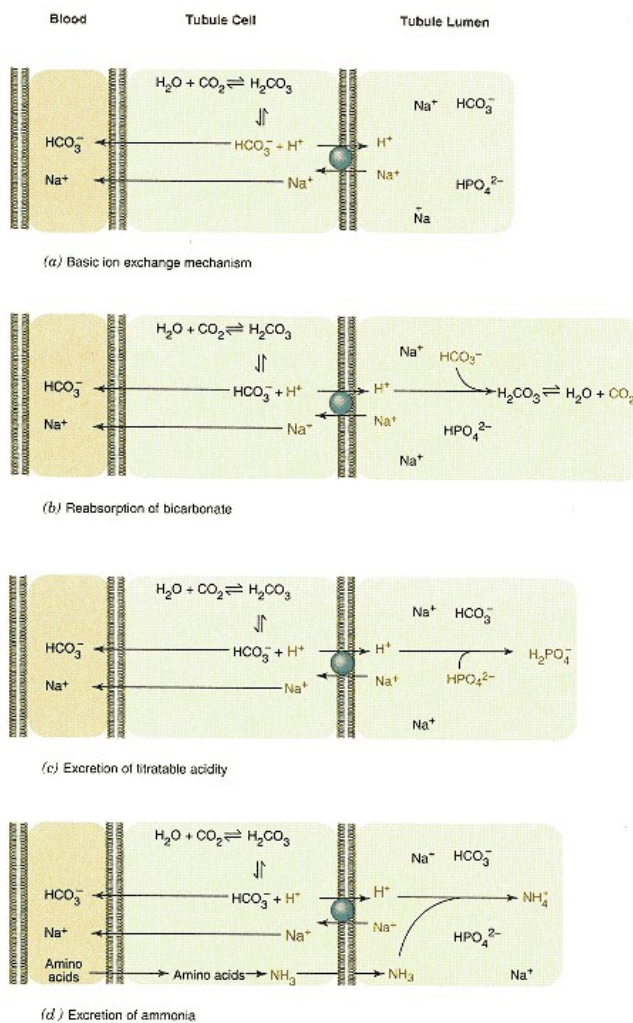 Blood Tubule Cell Tubule Lumen
H₂O + CO₂ ⇌ H₂CO₃
⇌
Na⁺ HCO₃⁻
HCO₃⁻ HCO₃⁻ + H⁺ H⁺
Na⁺ Na⁺ Na⁺
HPO₄²⁻
Na⁺
(a) Basic ion exchange mechanism
H₂O + CO₂ ⇌ H₂CO₃
⇌
Na⁺ HCO₃⁻
HCO₃⁻ HCO₃⁻ + H⁺ H⁺ H₂CO₃ ⇌ H₂O + CO₂
Na⁺ Na⁺ Na⁺
HPO₄²⁻
Na⁺
(b) Reabsorption of bicarbonate
H₂O + CO₂ ⇌ H₂CO₃
⇌
Na⁺ HCO₃⁻
HCO₃⁻ HCO₃⁻ + H⁺ H⁺ H₂PO₄⁻
Na⁺ Na⁺ Na⁺ HPO₄²⁻
Na⁺
(c) Excretion of titratable acidity
H₂O + CO₂ ⇌ H₂CO₃
⇌
Na⁺ HCO₃⁻
HCO₃⁻ HCO₃⁻ + H⁺ H⁺ NH₄⁺
Na⁺ Na⁺ Na⁺ HPO₄²⁻
Amino
acids Amino acids NH₃ NH₃ Na⁺
(d) Excretion of ammonia